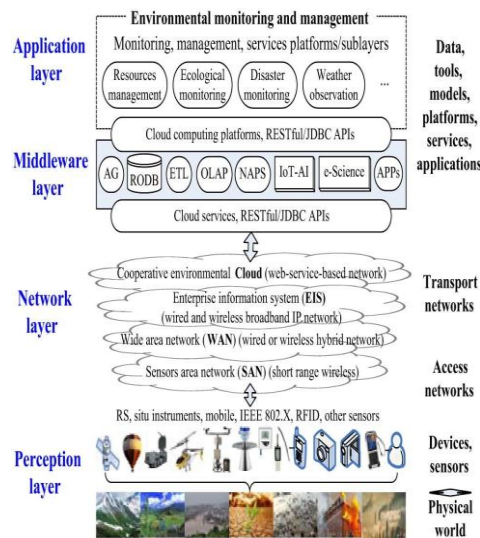 Environmental monitoring and management
Application
layer
Monitoring, management, services platforms/sublayers
Resources
management
Ecological
monitoring
Disaster
monitoring
Weather
observation
...
Cloud computing platforms, RESTful/JDBC APIs
Data,
tools,
models,
platforms,
services,
applications
Middleware
layer
AG
RODB
ETL
OLAP
NAPS
IoT-AI
e-Science
APPs
Cloud services, RESTful/JDBC APIs
Network
layer
Cooperative environmental Cloud (web-service-based network)
Enterprise information system (EIS)
(wired and wireless broadband IP network)
Wide area network (WAN) (wired or wireless hybrid network)
Sensors area network (SAN) (short range wireless)
Transport
networks
Access
networks
RS, situ instruments, mobile, IEEE 802.X, RFID, other sensors
Perception
layer
Devices,
sensors
Physical
world